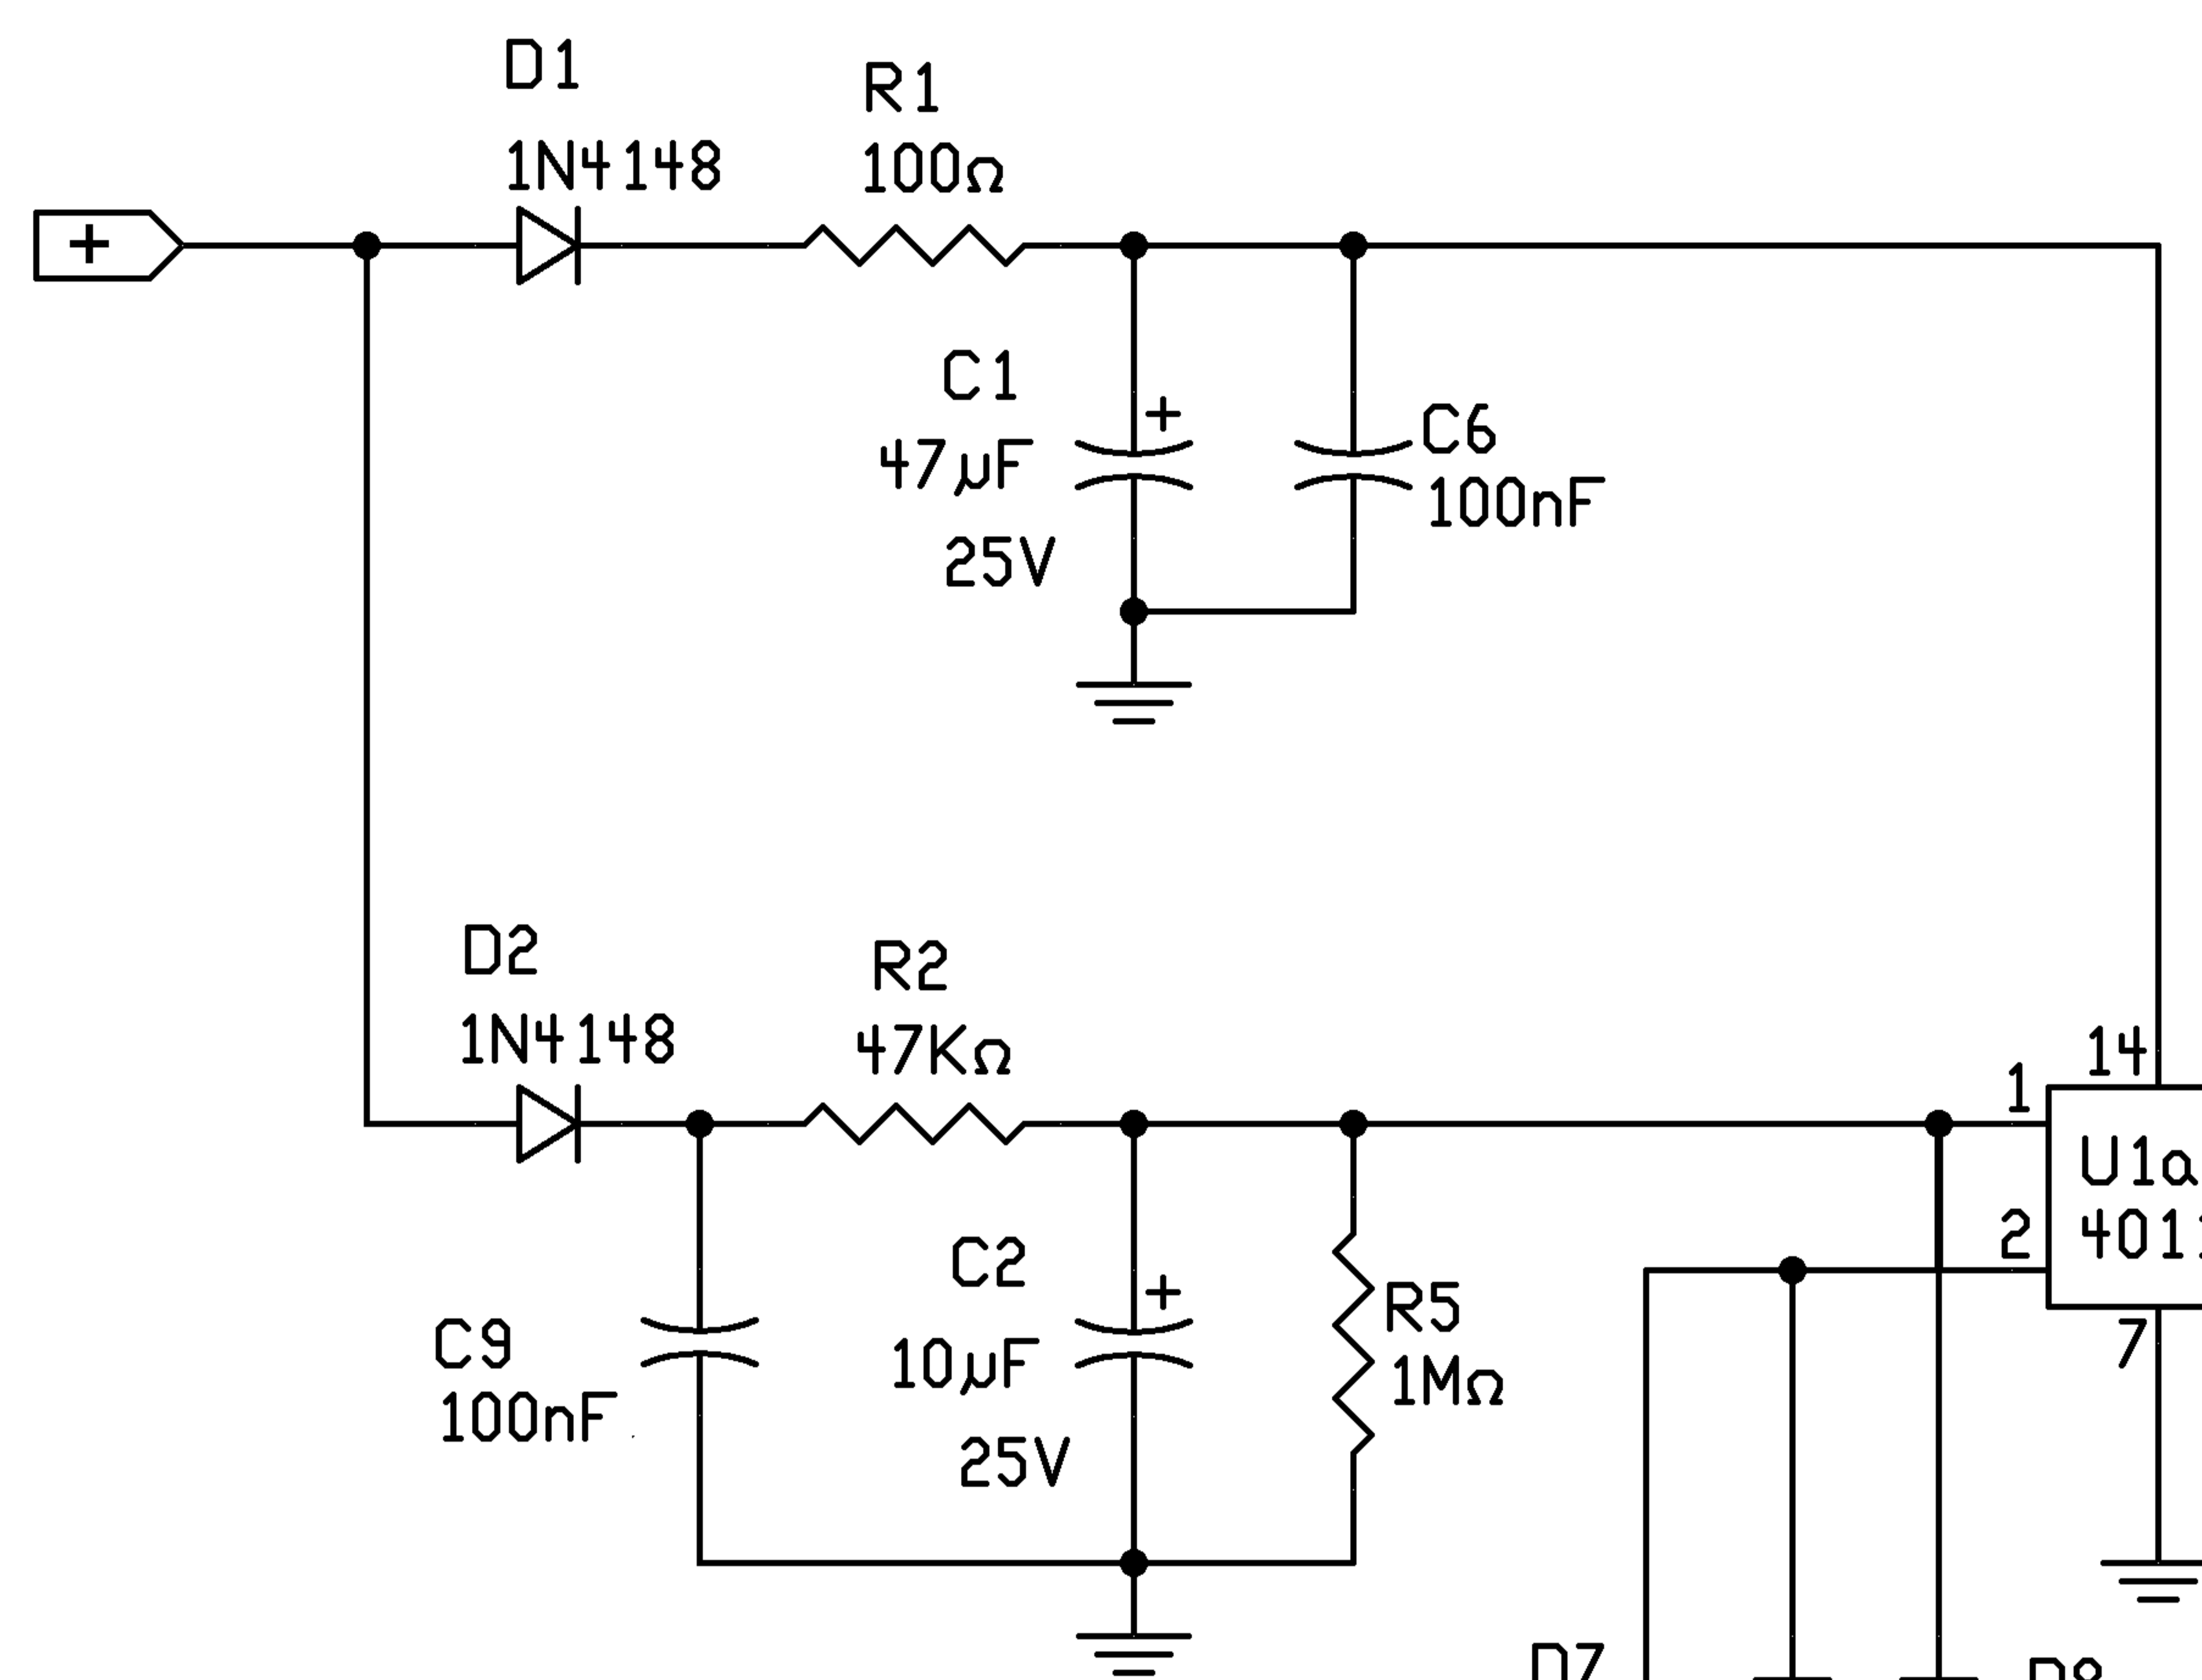 D1
1N4148
R1
100Ω
+
C1
47µF
25V
+
C6
100nF
D2
1N4148
R2
47KΩ
14
1
U1a
2
7
C9
100nF
C2
10µF
25V
+
R5
1MΩ
D7